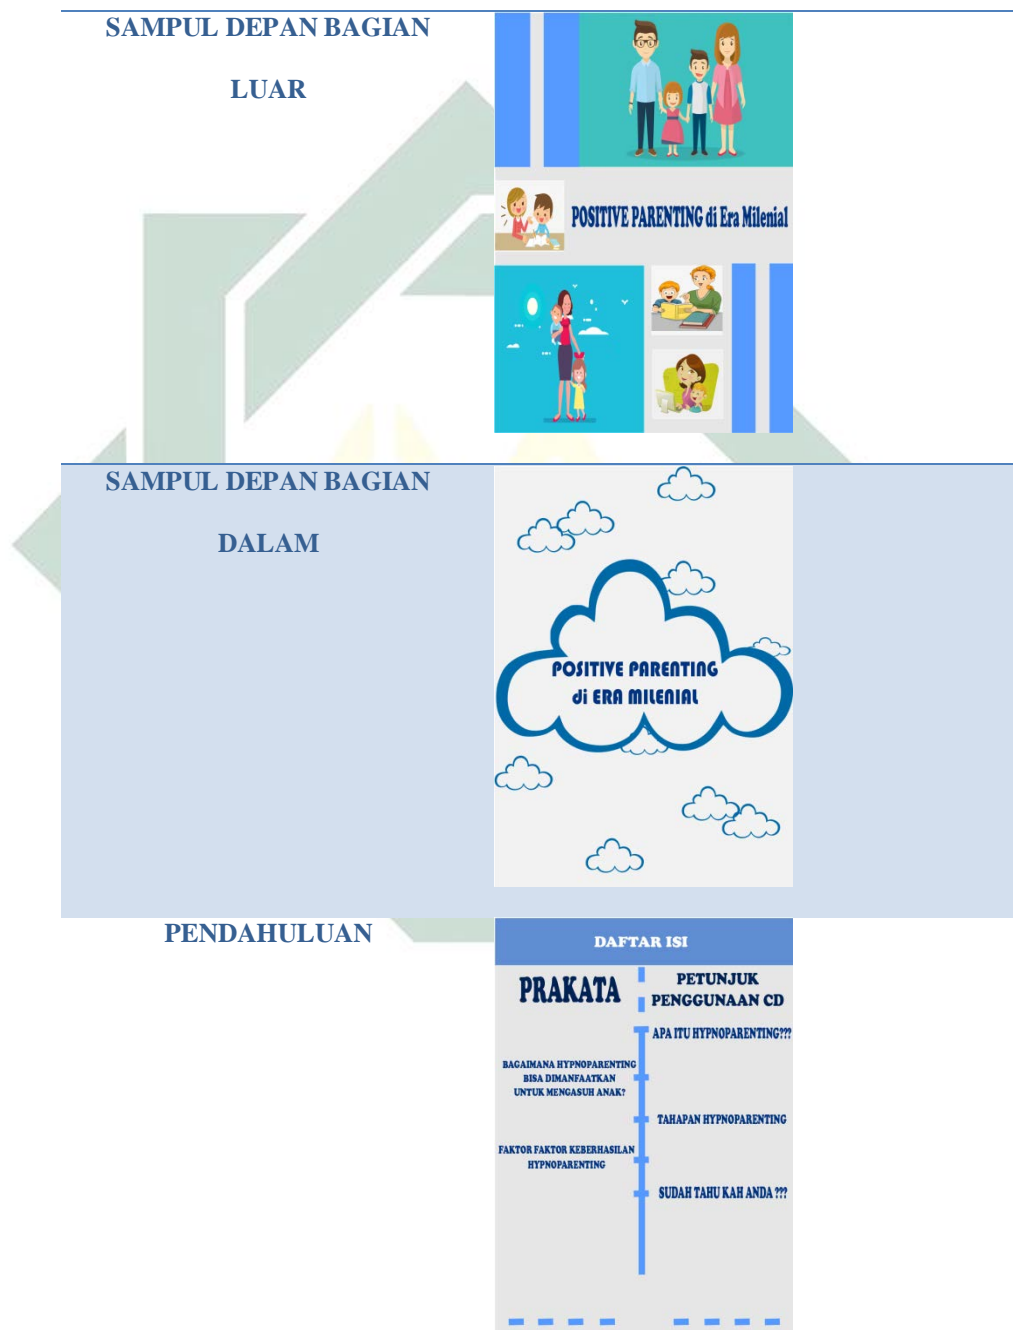 SAMPUL DEPAN BAGIAN
LUAR
POSITIVE PARENTING di Era Milenial
SAMPUL DEPAN BAGIAN
DALAM
POSITIVE PARENTING
di ERA MILENIAL
PENDAHULUAN
DAFTAR ISI
PRAKATA
PETUNJUK
PENGGUNAAN CD
APA ITU HYPNOPARENTING???
BAGAIMANA HYPNOPARENTING
BISA DIMANFAATKAN
UNTUK MENGASUH ANAK?
TAHAPAN HYPNOPARENTING
FAKTOR FAKTOR KEBERHASILAN
HYPNOPARENTING
SUDAH TAHU KAH ANDA ???